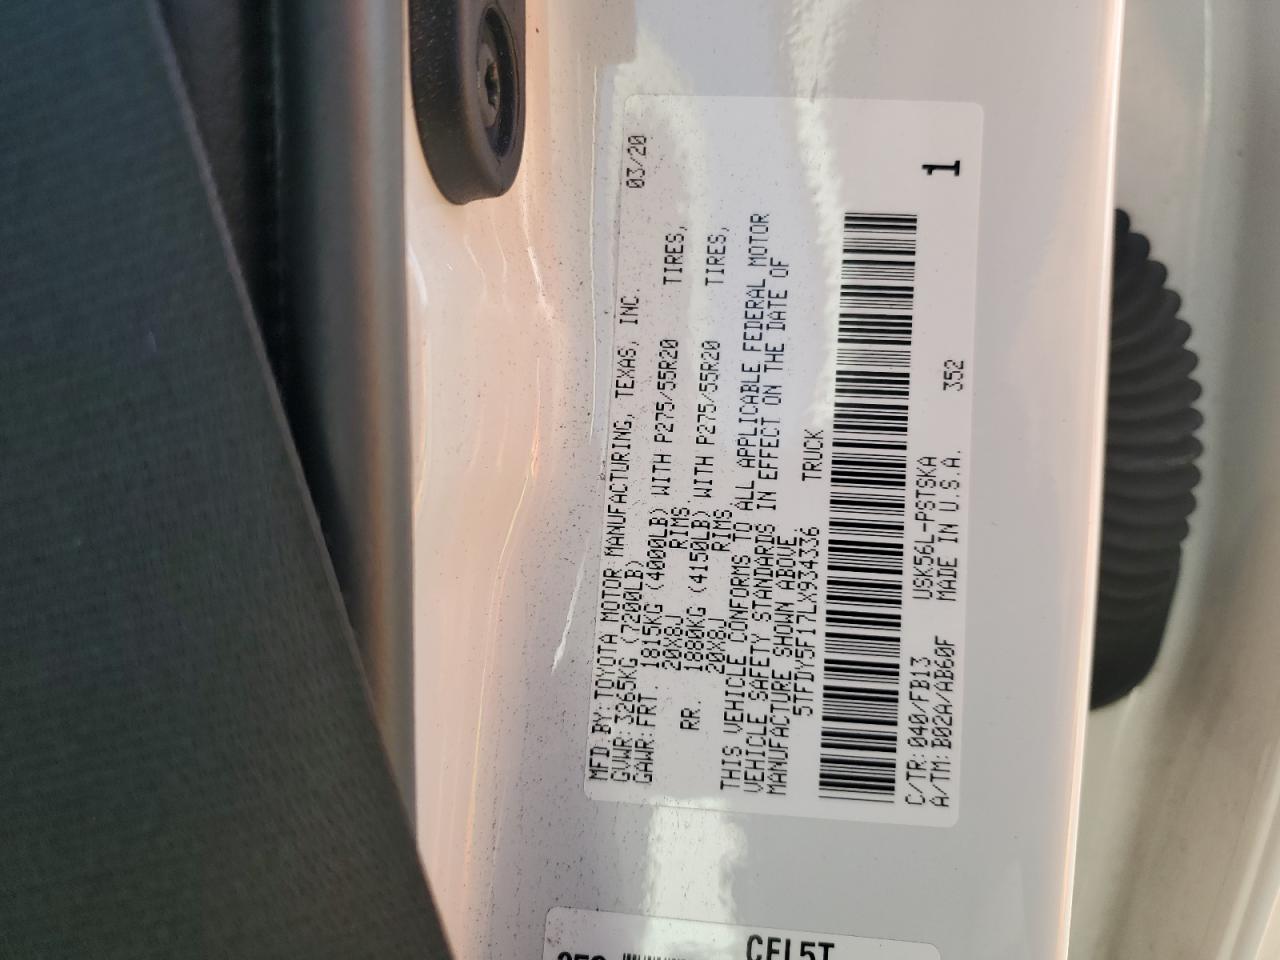 MFD.BY:TOYOTA MOTOR MANUFACTURING, TEXAS, INC. 03/20
GVWR:3265KG (7200LB)
GAWR:FRT 1815KG (4000LB) WITH P275/55R20 TIRES,
20X8J RIMS
RR. 1880KG (4150LB) WITH P275/55R20 TIRES,
20X8J RIMS
THIS VEHICLE CONFORMS TO ALL APPLICABLE FEDERAL MOTOR
VEHICLE SAFETY STANDARDS IN EFFECT ON THE DATE OF
MANUFACTURE SHOWN ABOVE.
5TFDY5F17LX934336 TRUCK
1
C/TR:040/FB13 USK56L-PSTSKA
A/TM:B02A/AB60F MADE IN U.S.A. 352
CFL5T